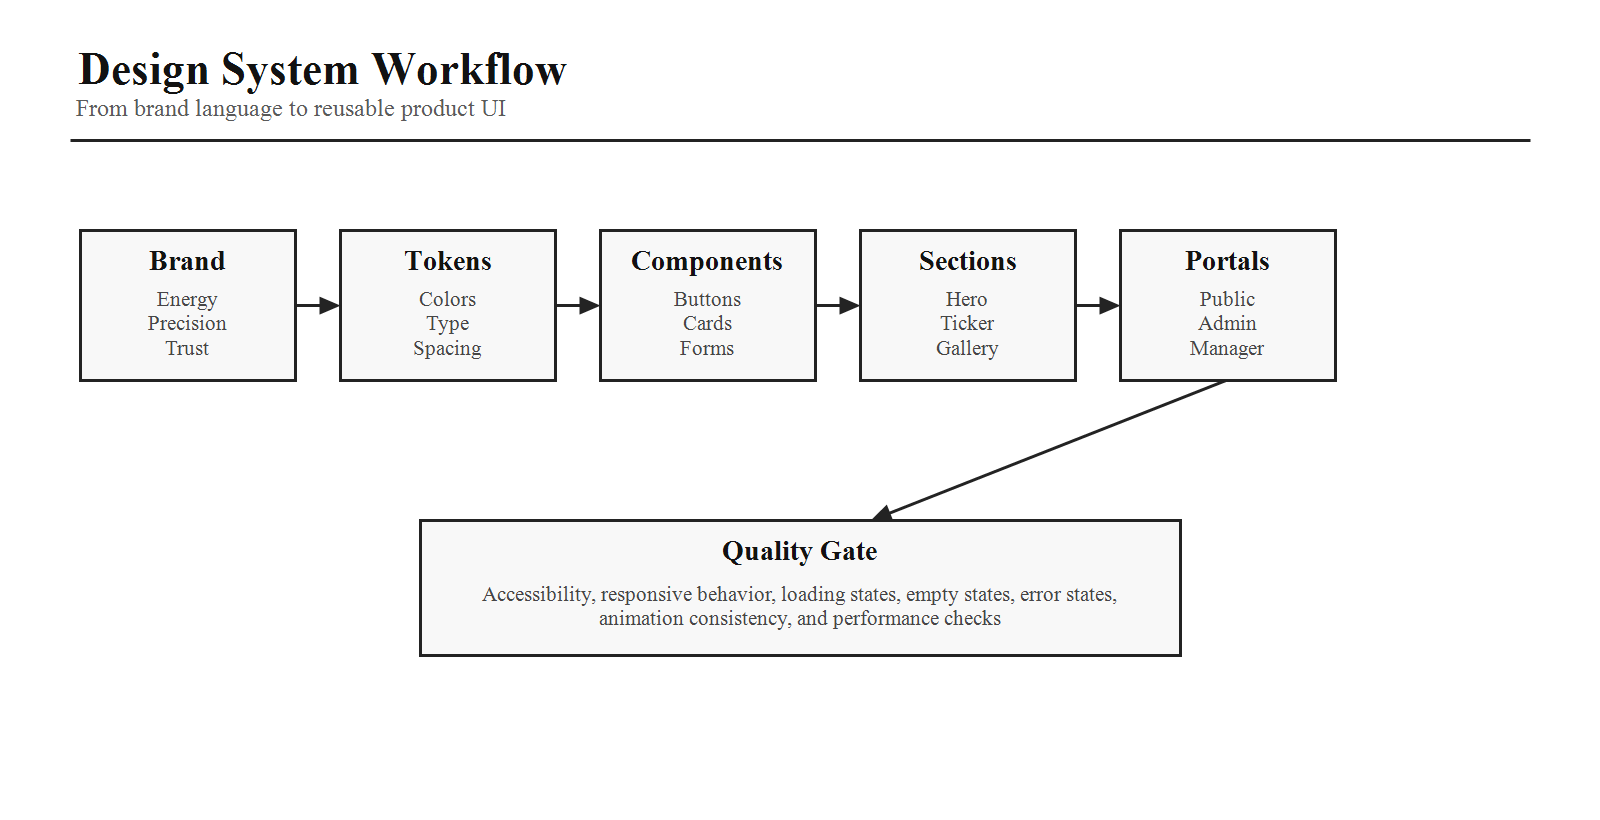 Design System Workflow
From brand language to reusable product UI
Brand
Energy
Precision
Trust
Tokens
Colors
Type
Spacing
Components
Buttons
Cards
Forms
Sections
Hero
Ticker
Gallery
Portals
Public
Admin
Manager
Quality Gate
Accessibility, responsive behavior, loading states, empty states, error states,
animation consistency, and performance checks